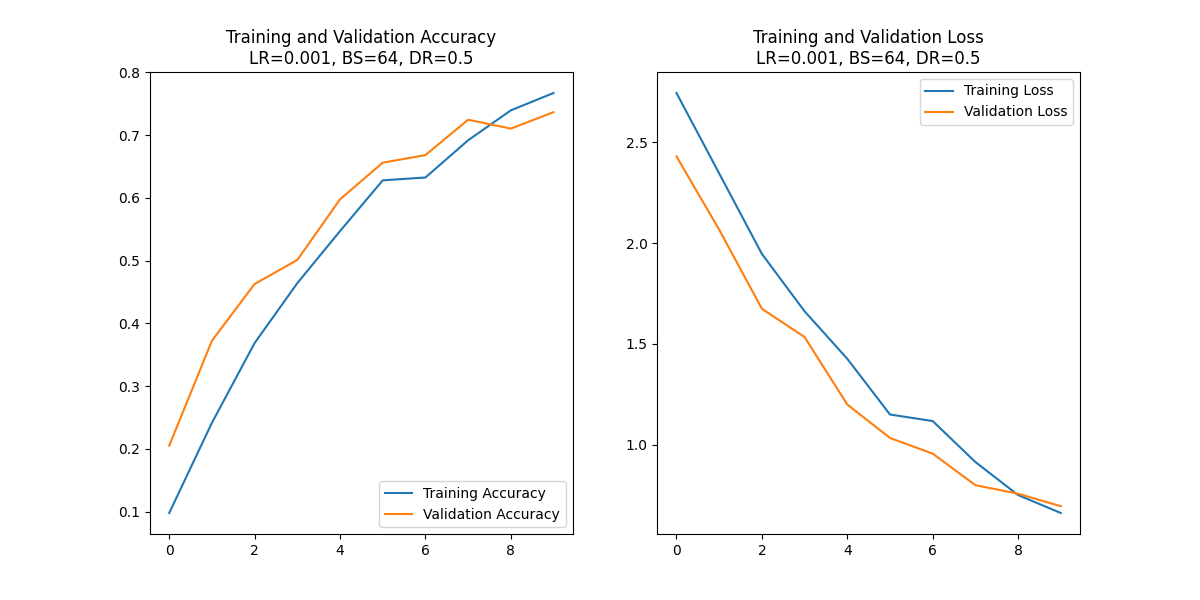 Training and Validation Accuracy
LR=0.001, BS=64, DR=0.5
0.8
0.7
0.6
0.5
0.4
0.3
0.2
0.1
0 2 4 6 8
Training Accuracy
Validation Accuracy
Training and Validation Loss
LR=0.001, BS=64, DR=0.5
2.5
2.0
1.5
1.0
0 2 4 6 8
Training Loss
Validation Loss